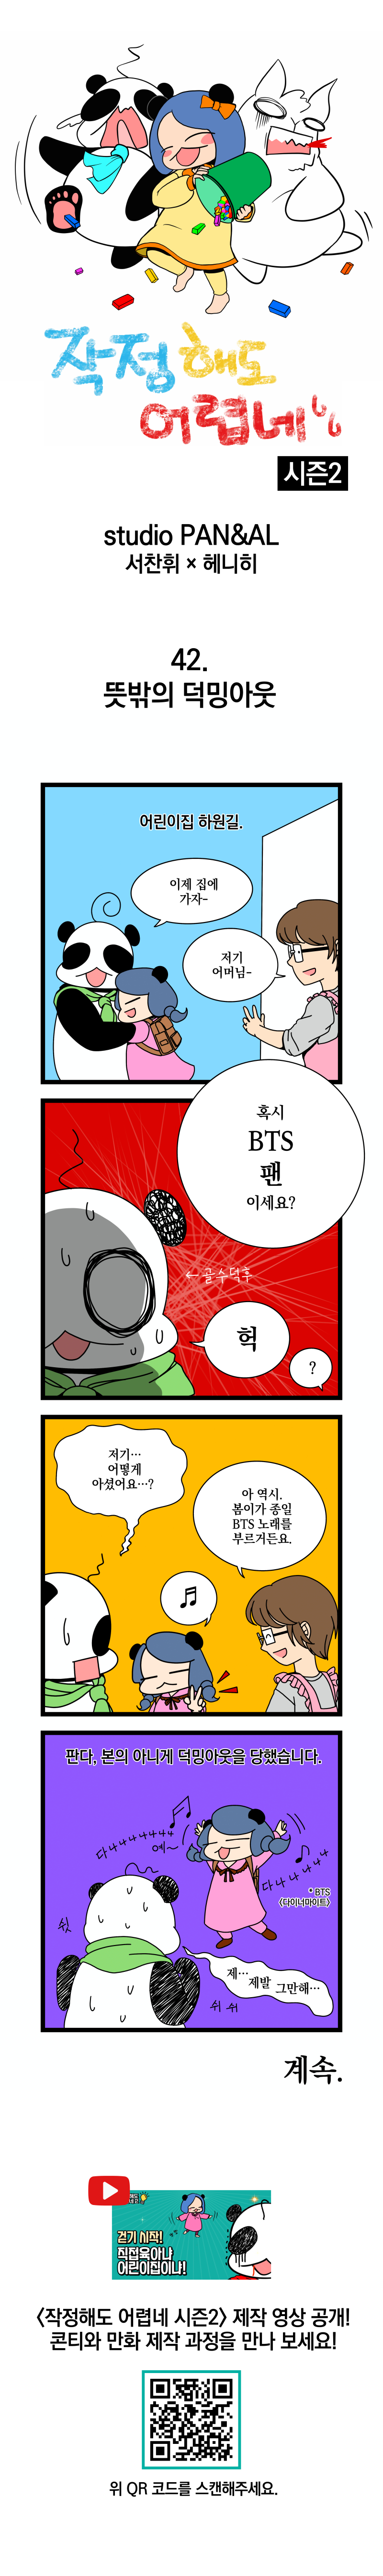 작정해도
어렵네
시즌2
studio PAN&AL
서찬휘 × 헤니히
42.
뜻밖의 덕밍아웃
어린이집 하원길.
이제 집에
가자-
저기
어머님-
혹시
BTS
팬
이세요?
←골수덕후
헉
?
저기…
어떻게
아셨어요…?
아 역시.
봄이가 종일
BTS 노래를
부르거든요.
판다, 본의 아니게 덕밍아웃을 당했습니다.
다나나나나나나
예~
다나나나나나
* BTS
<다이너마이트>
쉿
제…
제발
그만해…
쉬 쉬
계속.
걷기 시작!
직접육아냐
어린이집이냐!
<작정해도 어렵네 시즌2> 제작 영상 공개!
콘티와 만화 제작 과정을 만나 보세요!
위 QR 코드를 스캔해주세요.